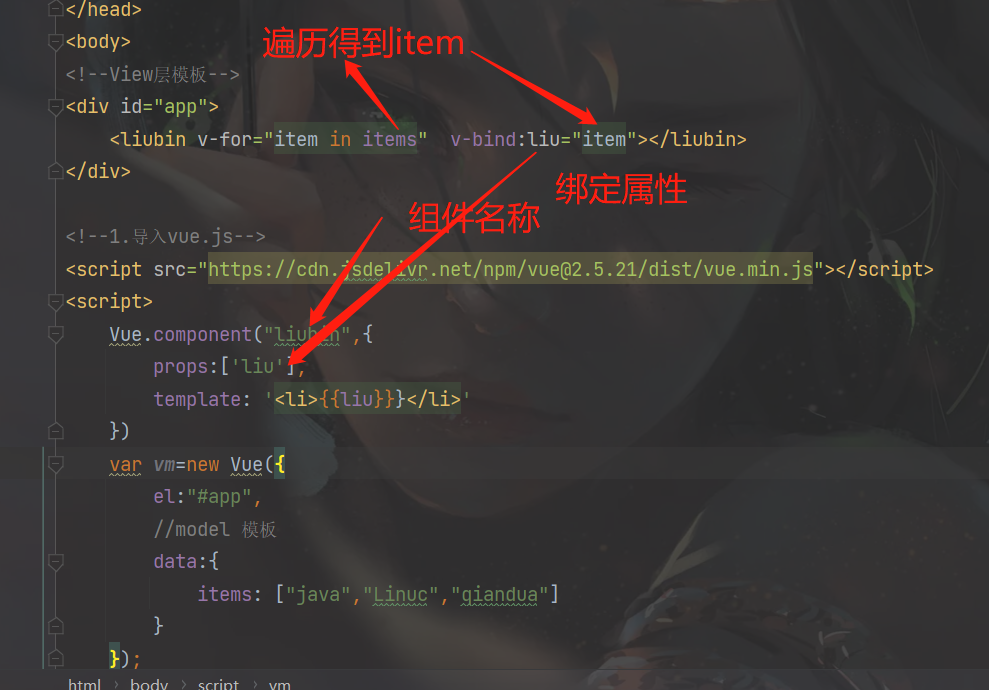 </head>
<body>
遍历得到item
<!--View层模板-->
<div id="app">
<liubin v-for="item in items" v-bind:liu="item"></liubin>
</div>
绑定属性
组件名称
<!--1.导入vue.js-->
<script src="https://cdn.jsdelivr.net/npm/vue@2.5.21/dist/vue.min.js"></script>
<script>
Vue.component("liubin",{
props:['liu'],
template: '<li>{{liu}}}</li>'
})
var vm=new Vue({
el:"#app",
//model 模板
data:{
items: ["java","Linuc","qiandua"]
}
});
html › body › script › vm